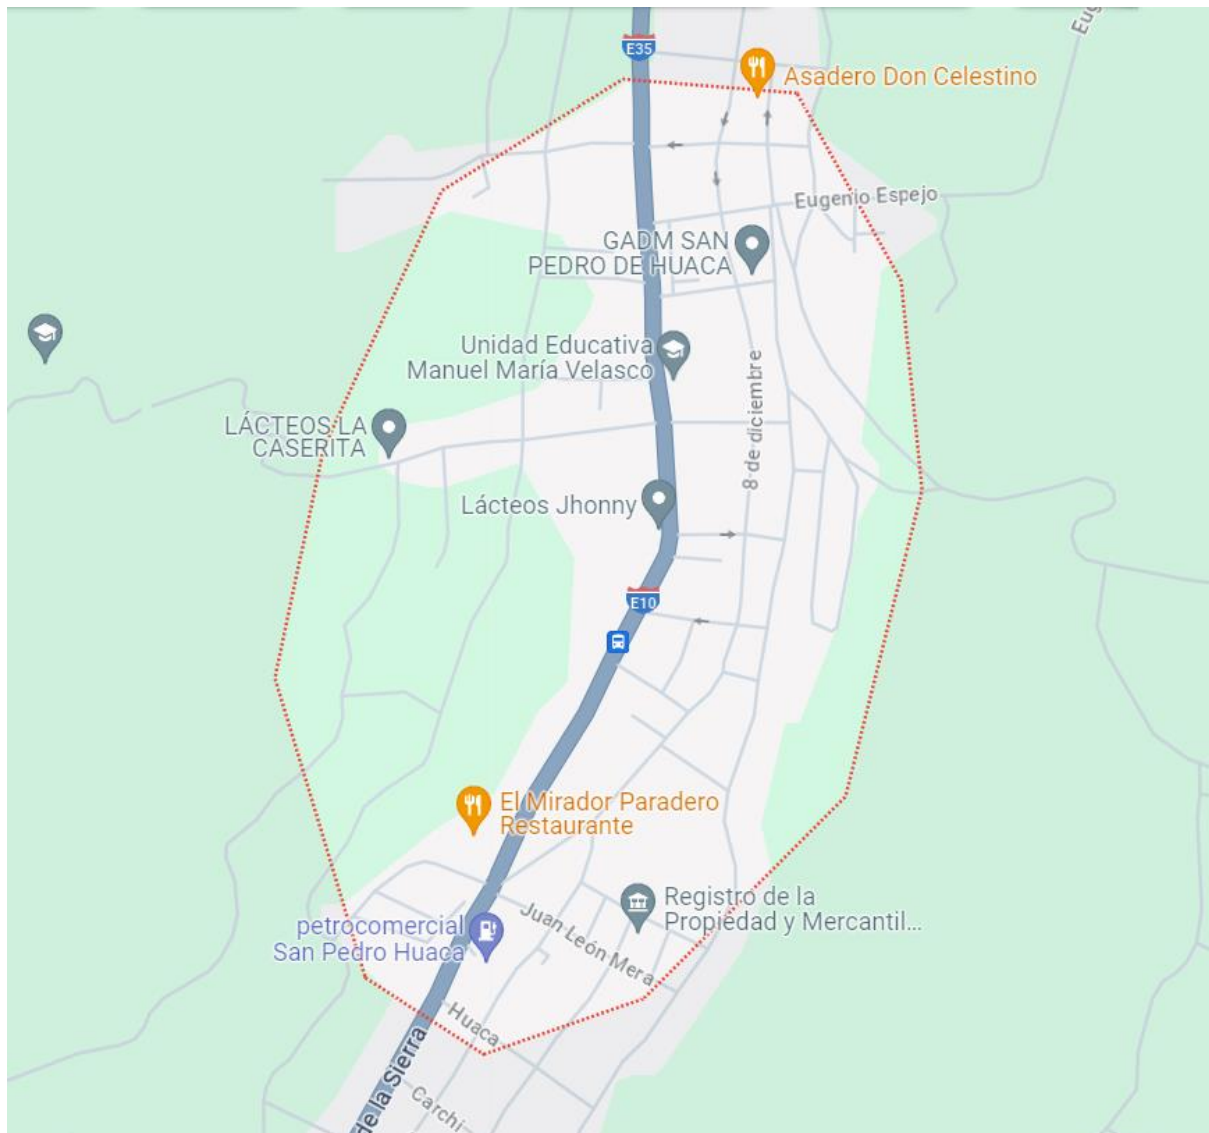 E35
Eug
Asadero Don Celestino
Eugenio Espejo
GADM SAN
PEDRO DE HUACA
Unidad Educativa
Manuel María Velasco
8 de diciembre
LÁCTEOS LA
CASERITA
Lácteos Jhonny
E10
El Mirador Paradero
Restaurante
Registro de la
Propiedad y Mercantil...
Juan León Mera
petrocomercial
San Pedro Huaca
Huaca
de la Sierra
Carchi